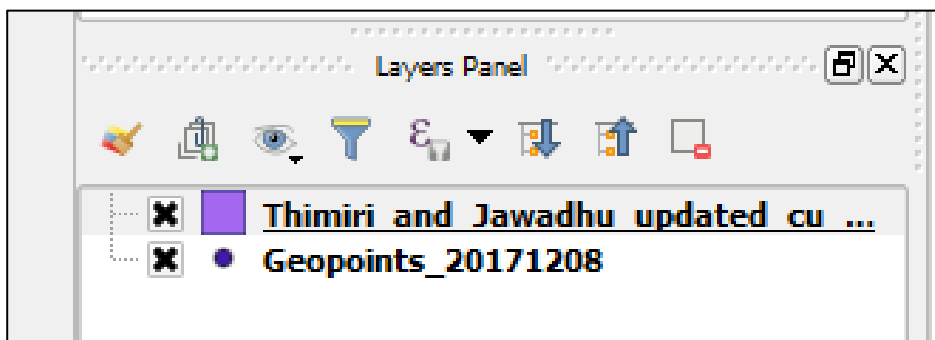 Layers Panel
Thimiri and Jawadhu updated cu ...
Geopoints_20171208